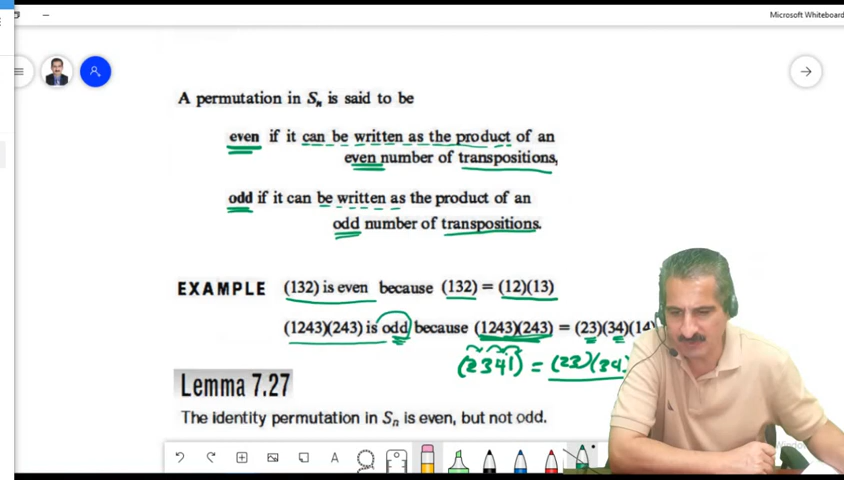 Microsoft Whiteboard
A permutation in Sₙ is said to be
even if it can be written as the product of an
even number of transpositions,
odd if it can be written as the product of an
odd number of transpositions.
EXAMPLE (132) is even because (132) = (12)(13)
(1243)(243) is odd because (1243)(243) = (23)(34)(14)
(2341) = (23)(34)
Lemma 7.27
The identity permutation in Sₙ is even, but not odd.